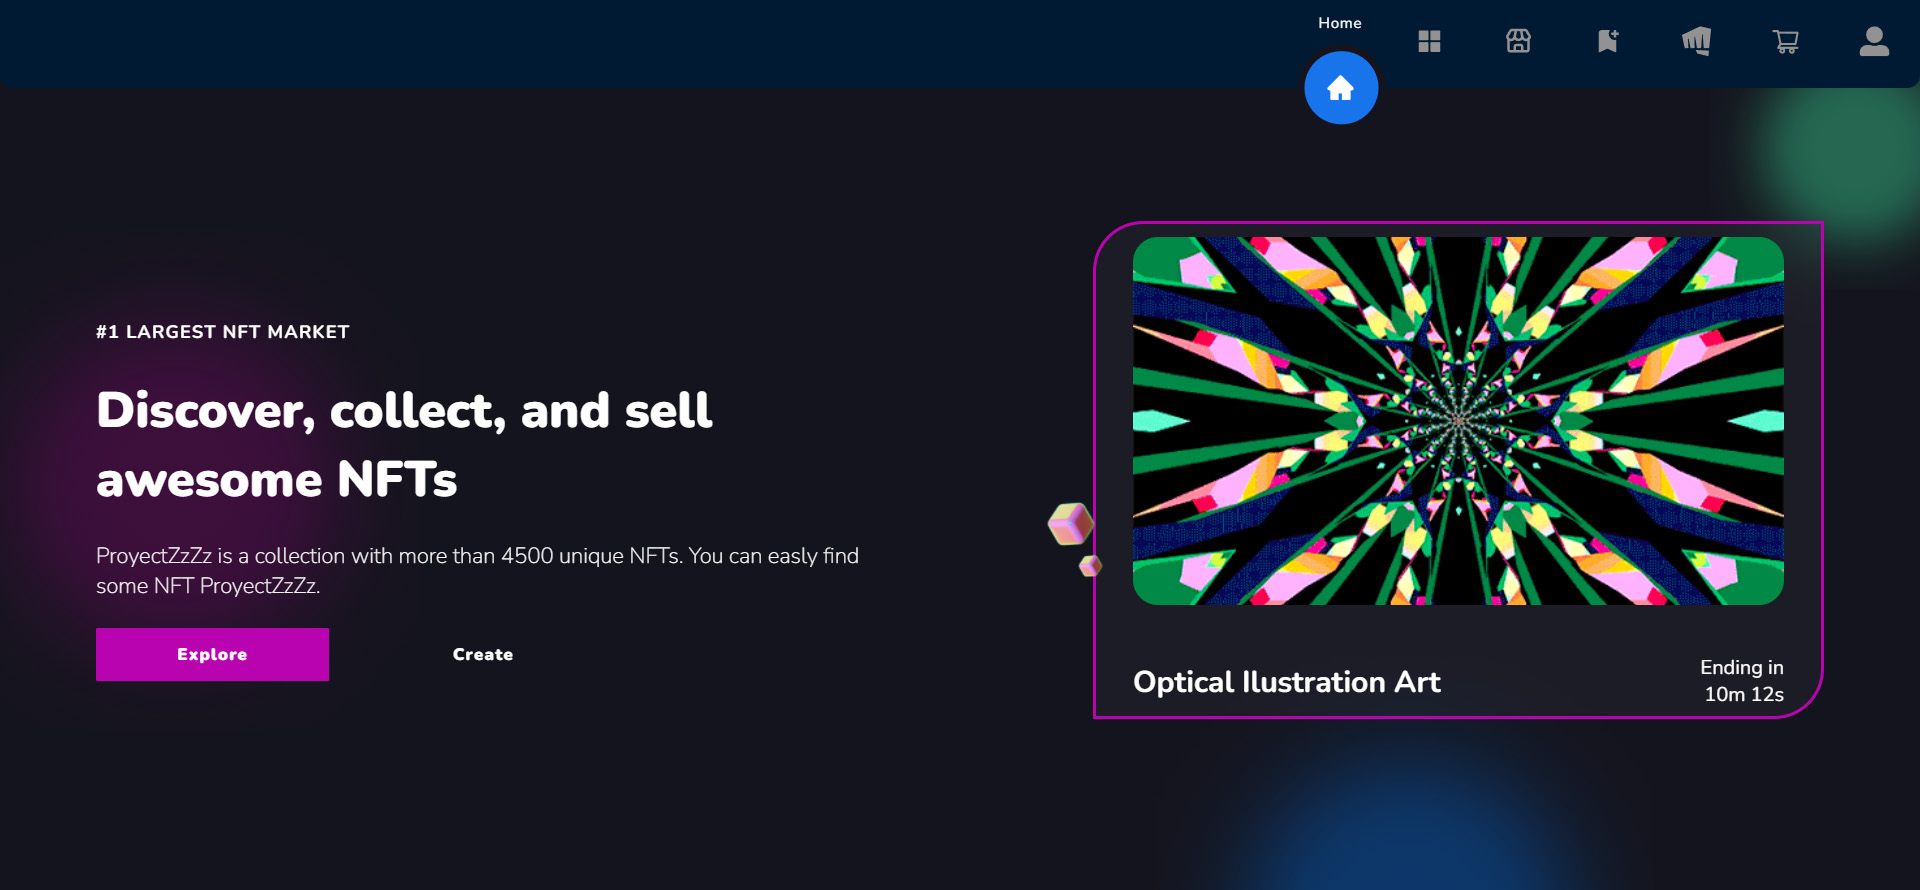 Home
#1 LARGEST NFT MARKET
Discover, collect, and sell
awesome NFTs
ProyectZzZz is a collection with more than 4500 unique NFTs. You can easly find
some NFT ProyectZzZz.
Explore
Create
Optical Ilustration Art
Ending in
10m 12s